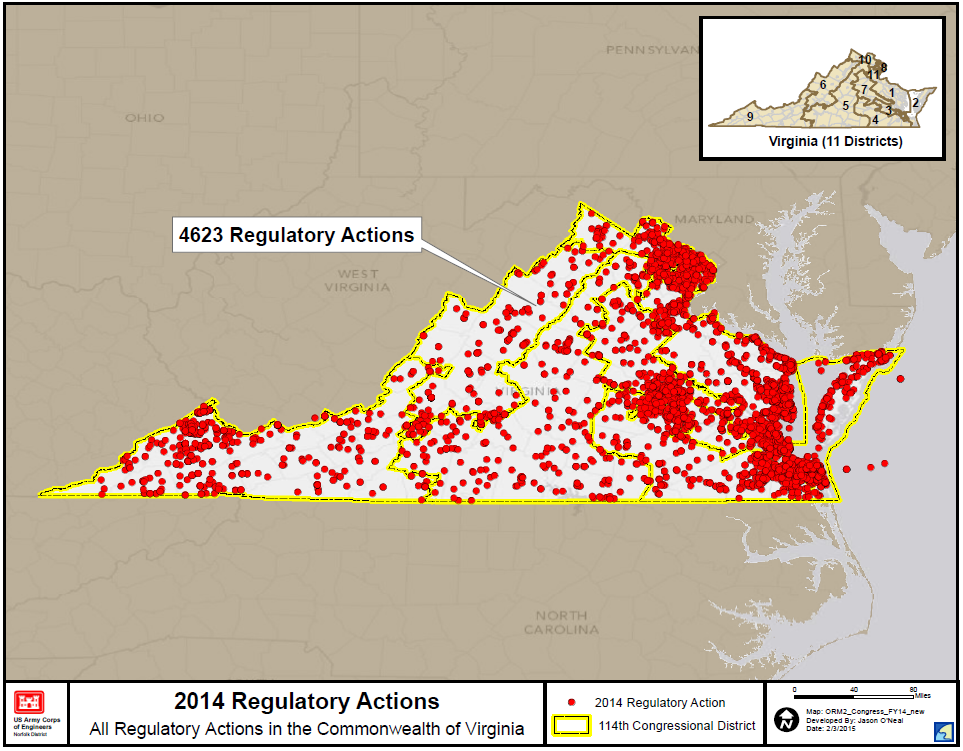 PENNSYLVAN
OHIO
10
8
11
6
7
1
2
5
3
9
4
Virginia (11 Districts)
MARYLAND
4623 Regulatory Actions
WEST
VIRGINIA
VIRGINIA
NORTH
CAROLINA
US Army Corps
of Engineers
Norfolk District
2014 Regulatory Actions
All Regulatory Actions in the Commonwealth of Virginia
2014 Regulatory Action
114th Congressional District
0 40 80
Miles
N
Map: ORM2_Congress_FY14_new
Developed By: Jason O'Neal
Date: 2/3/2015